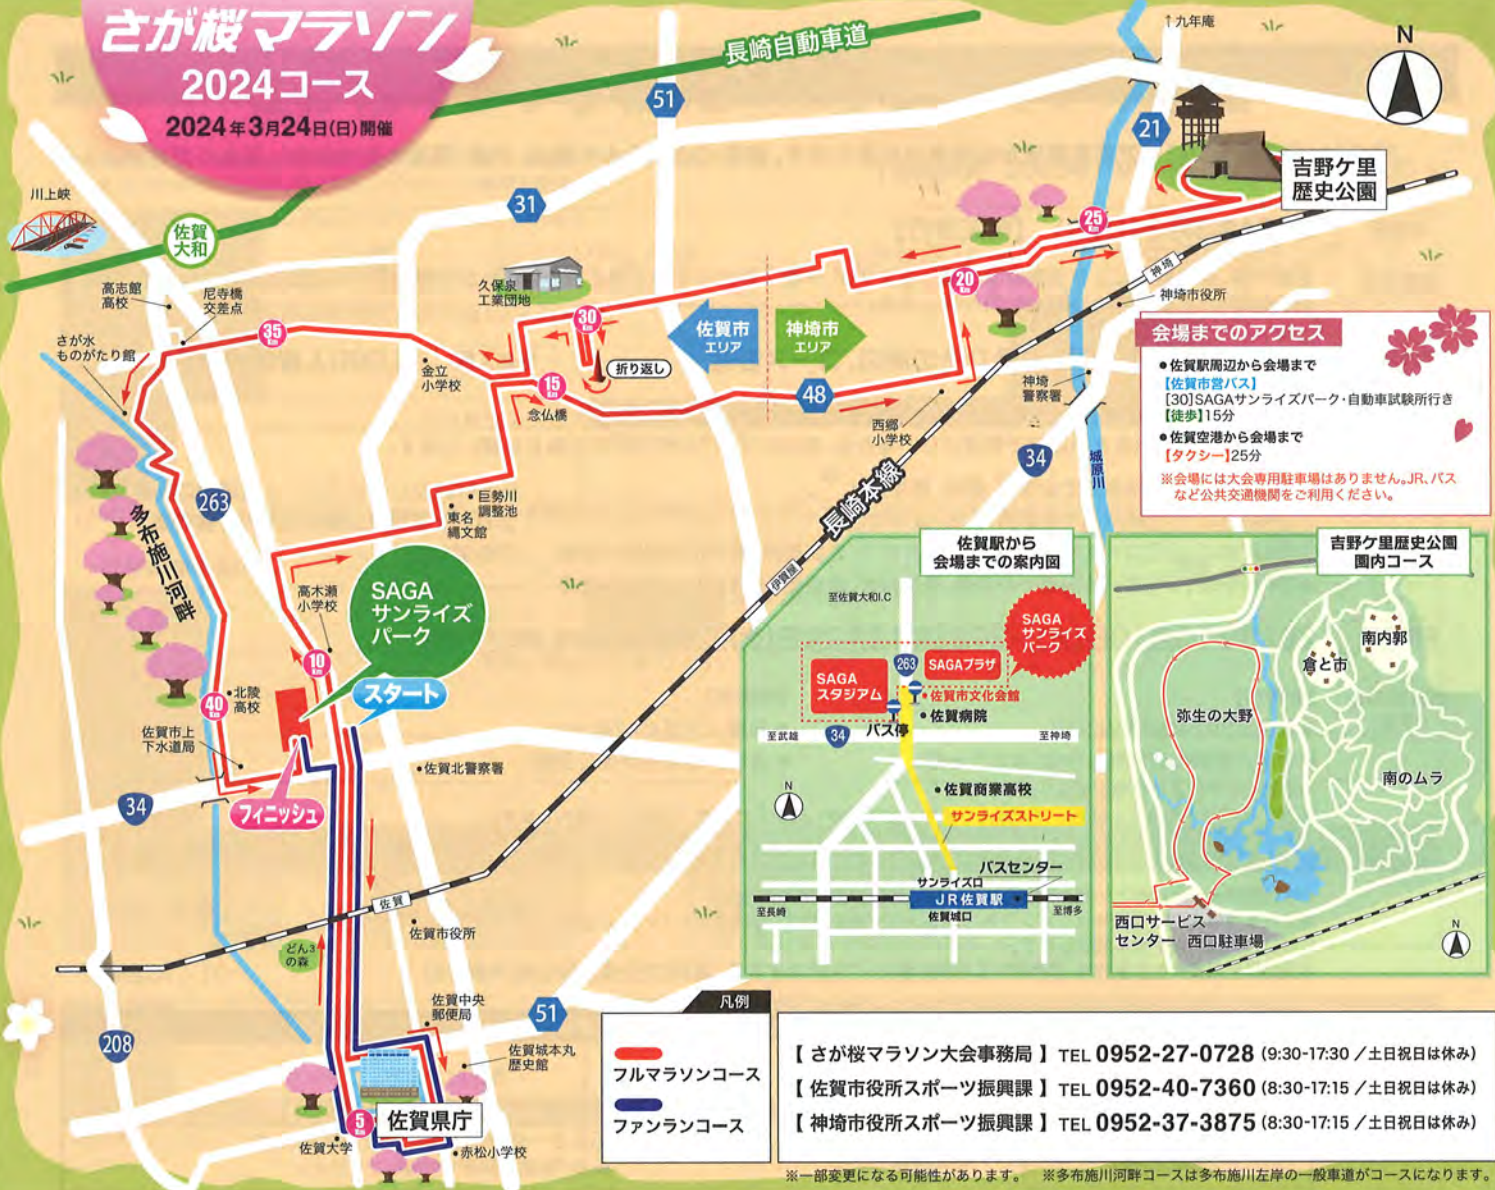 さが桜マラソン
2024コース
2024年3月24日(日)開催
長崎自動車道
51
↑九年庵
N
21
吉野ケ里
歴史公園
川上峡
佐賀
大和
31
25
Km
高志館
高校
尼寺橋
交差点
久保泉
工業団地
20
Km
神埼
神埼市役所
さが水
ものがたり館
35
Km
30
Km
佐賀市
エリア
神埼市
エリア
金立
小学校
折り返し
15
Km
念仏橋
48
神埼
警察署
西郷
小学校
34
城原川
長崎本線
伊賀屋
263
多布施川河畔
巨勢川
調整池
東名
縄文館
高木瀬
小学校
SAGA
サンライズ
パーク
10
Km
スタート
40
Km
北陵
高校
佐賀市上
下水道局
佐賀北警察署
34
フィニッシュ
佐賀
佐賀市役所
どん3
の森
佐賀中央
郵便局
51
208
佐賀城本丸
歴史館
5
Km
佐賀県庁
佐賀大学
赤松小学校
会場までのアクセス
●佐賀駅周辺から会場まで
【佐賀市営バス】
[30]SAGAサンライズパーク・自動車試験所行き
【徒歩】15分
●佐賀空港から会場まで
【タクシー】25分
※会場には大会専用駐車場はありません。JR、バス
など公共交通機関をご利用ください。
佐賀駅から
会場までの案内図
至佐賀大和I.C
SAGA
サンライズ
パーク
263
SAGAプラザ
SAGA
スタジアム
佐賀市文化会館
佐賀病院
バス停
至武雄
34
至神埼
N
佐賀商業高校
サンライズストリート
バスセンター
サンライズ口
JR佐賀駅
至長崎
佐賀城口
至博多
吉野ケ里歴史公園
園内コース
南内郭
倉と市
弥生の大野
南のムラ
西口サービス
センター
西口駐車場
N
凡例
フルマラソンコース
ファンランコース
【 さが桜マラソン大会事務局 】 TEL 0952-27-0728 (9:30-17:30 ／土日祝日は休み)
【 佐賀市役所スポーツ振興課 】 TEL 0952-40-7360 (8:30-17:15 ／土日祝日は休み)
【 神埼市役所スポーツ振興課 】 TEL 0952-37-3875 (8:30-17:15 ／土日祝日は休み)
※一部変更になる可能性があります。 ※多布施川河畔コースは多布施川左岸の一般車道がコースになります。